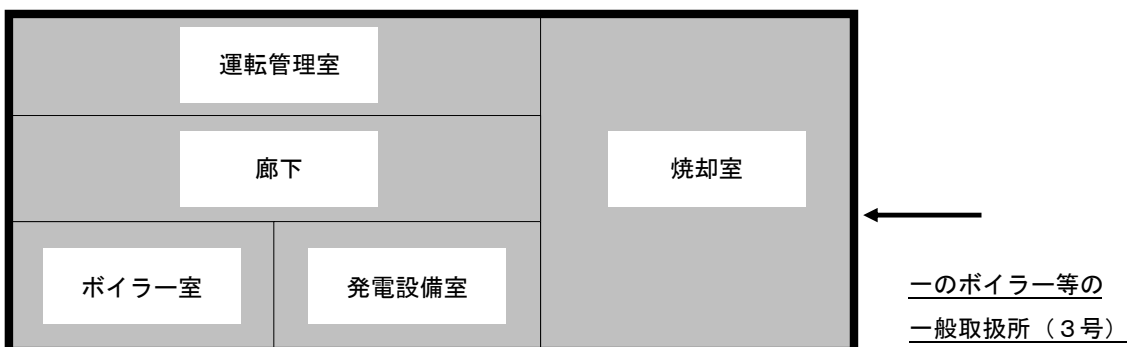 運転管理室
廊下
焼却室
ボイラー室
発電設備室
一のボイラー等の
一般取扱所（３号）